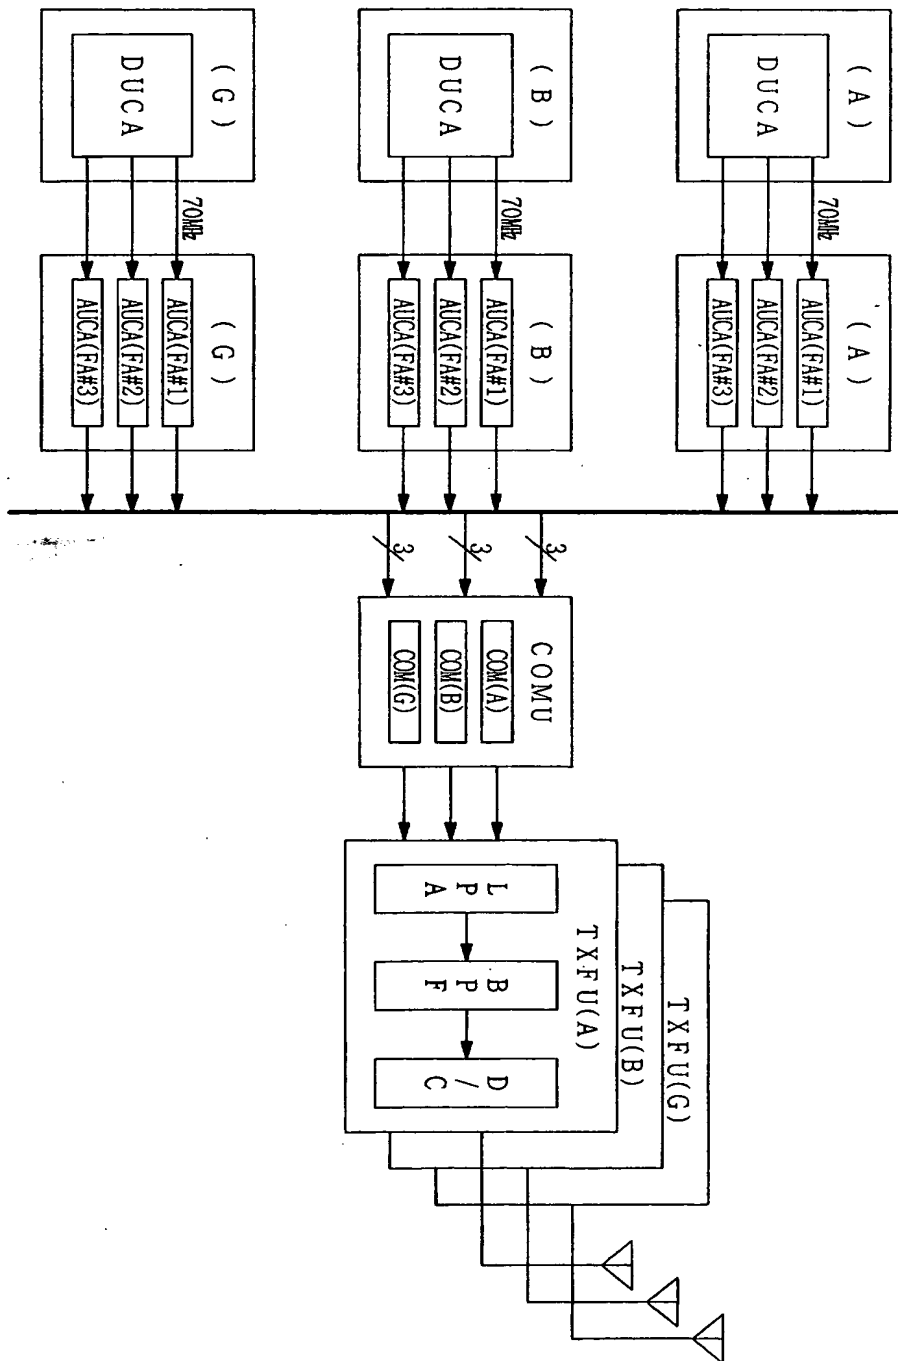 ( A )
DUCA
70MHz
( A )
AUCA(FA#1)
AUCA(FA#2)
AUCA(FA#3)
( B )
DUCA
70MHz
( B )
AUCA(FA#1)
AUCA(FA#2)
AUCA(FA#3)
( G )
DUCA
70MHz
( G )
AUCA(FA#1)
AUCA(FA#2)
AUCA(FA#3)
3
3
3
COMU
COM(A)
COM(B)
COM(G)
TXFU(G)
TXFU(B)
TXFU(A)
L
P
A
B
P
F
D
/
C